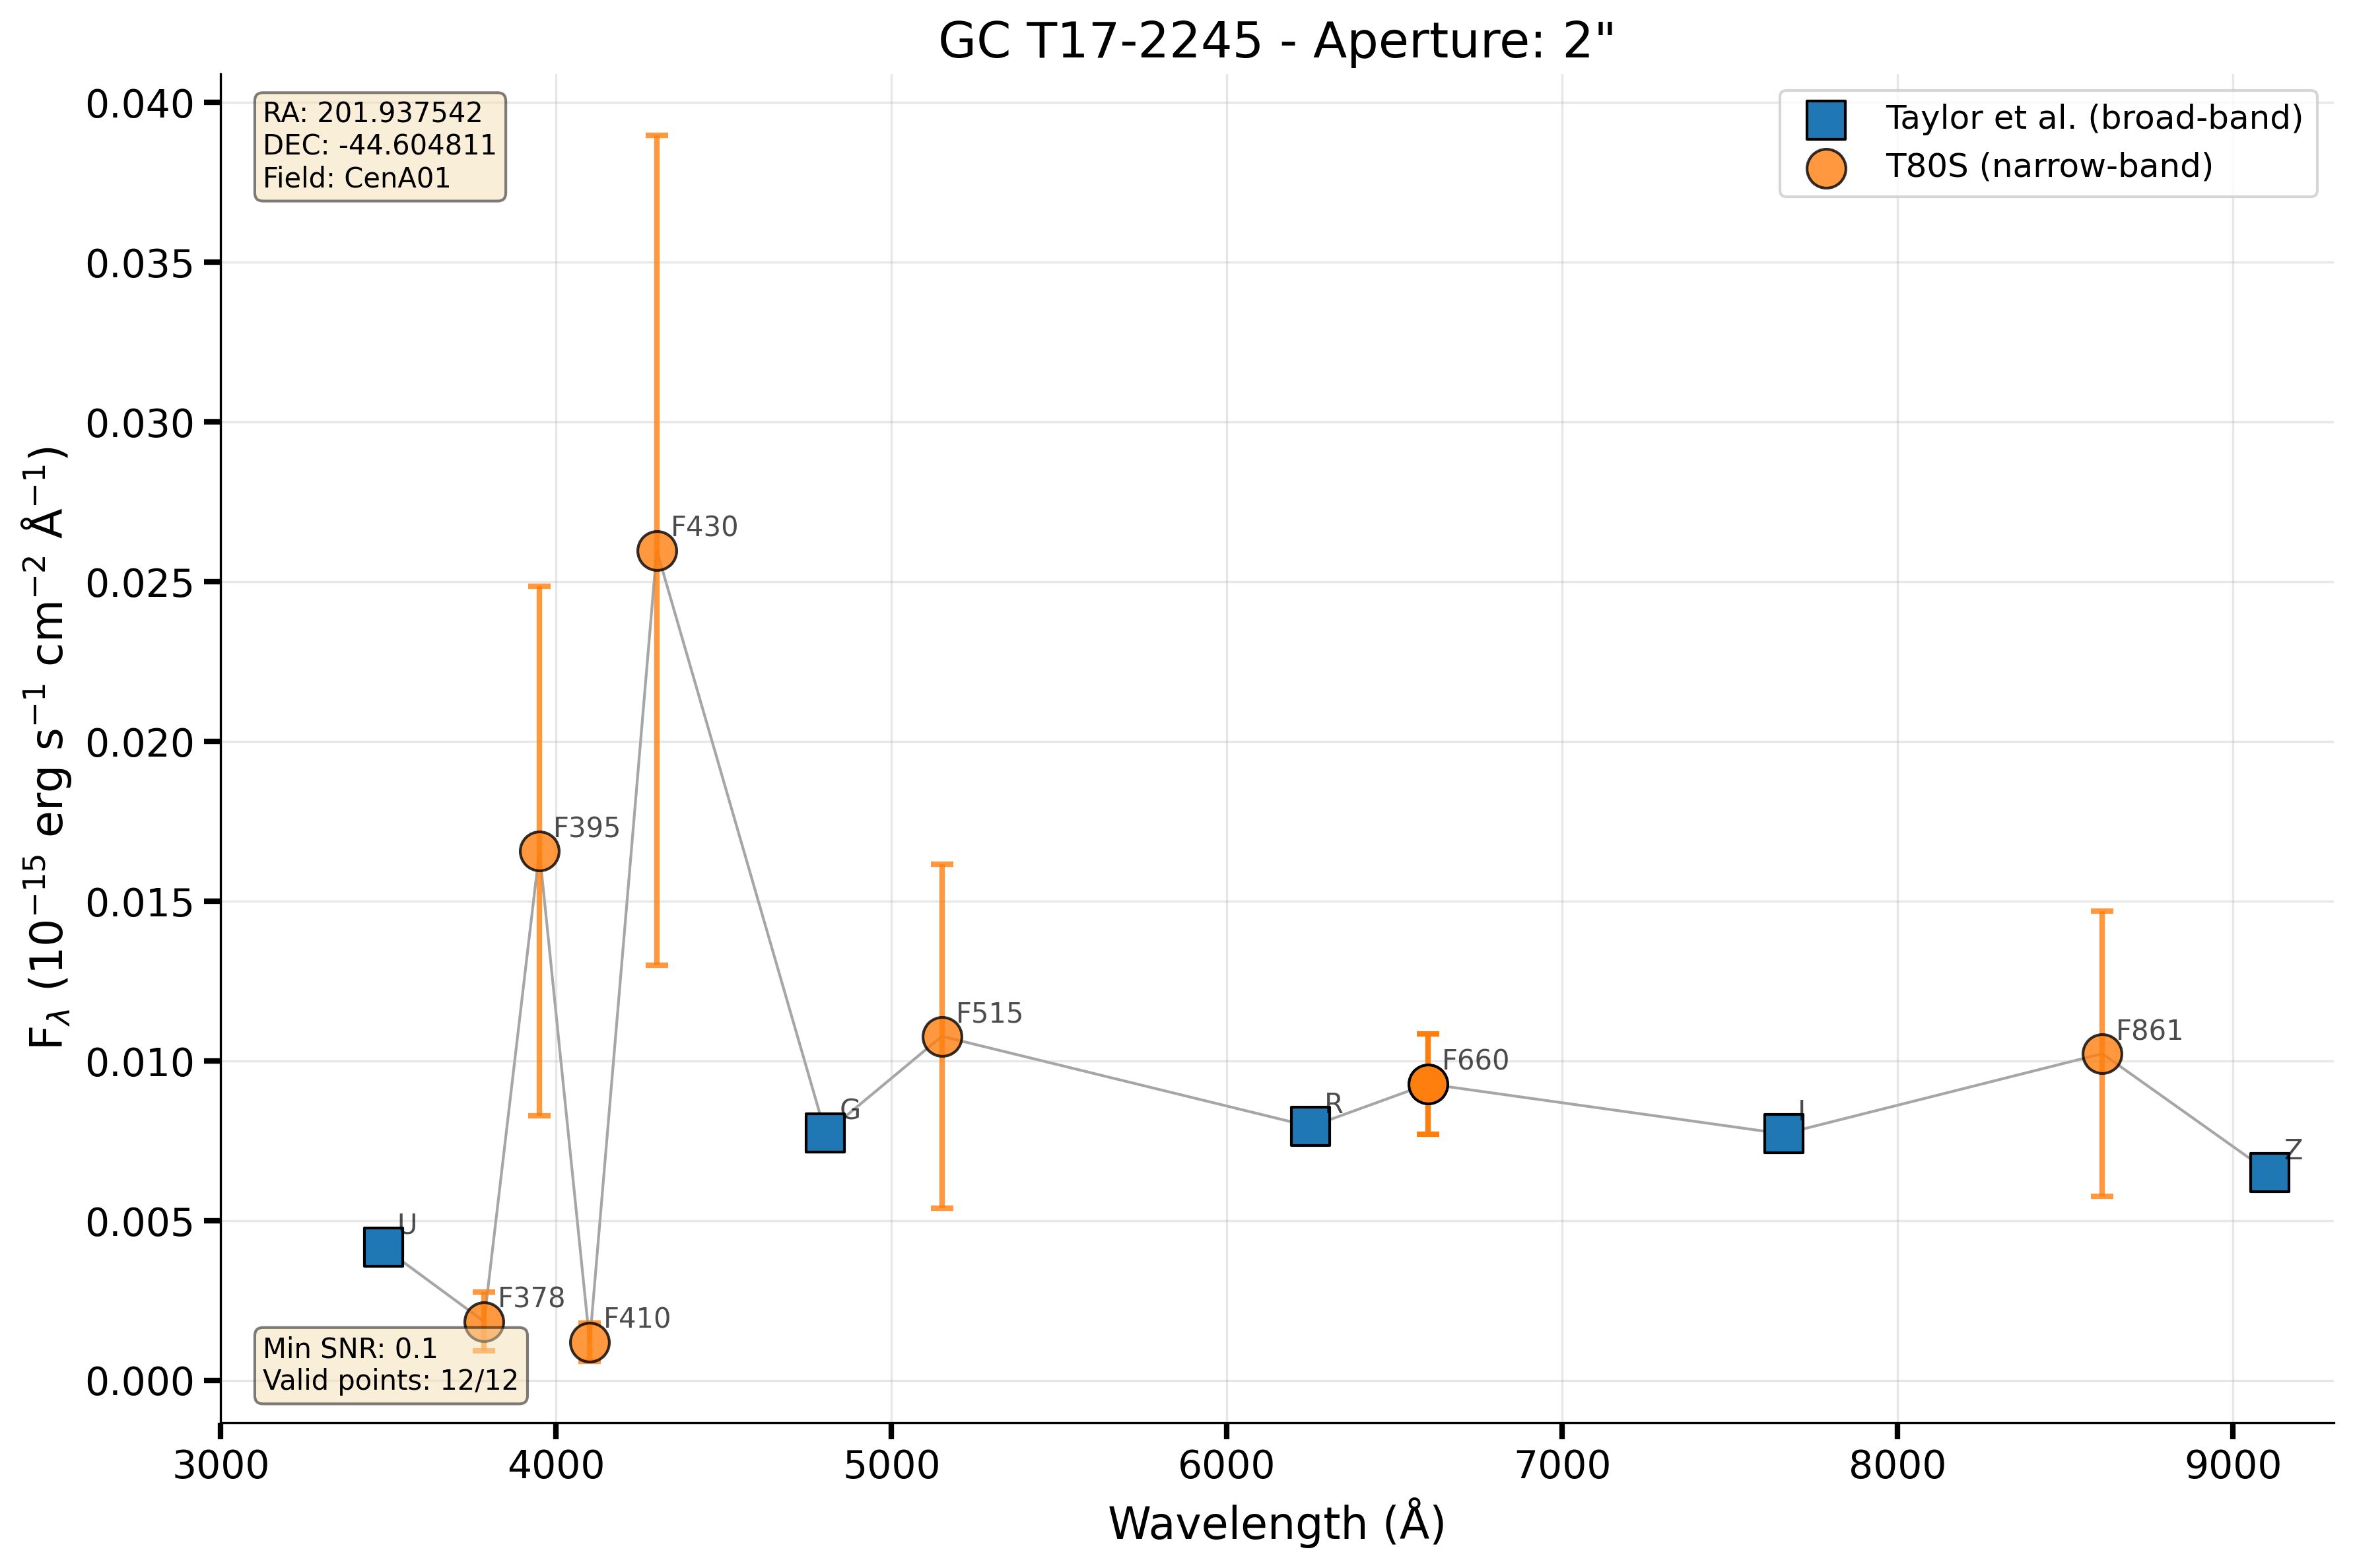 GC T17-2245 - Aperture: 2"
RA: 201.937542
DEC: -44.604811
Field: CenA01
Taylor et al. (broad-band)
T80S (narrow-band)
0.040
0.035
0.030
0.025
0.020
0.015
0.010
0.005
0.000
F_λ (10⁻¹⁵ erg s⁻¹ cm⁻² Å⁻¹)
F430
F395
F515
F660
F861
G
R
I
Z
U
F378
F410
Min SNR: 0.1
Valid points: 12/12
3000 4000 5000 6000 7000 8000 9000
Wavelength (Å)